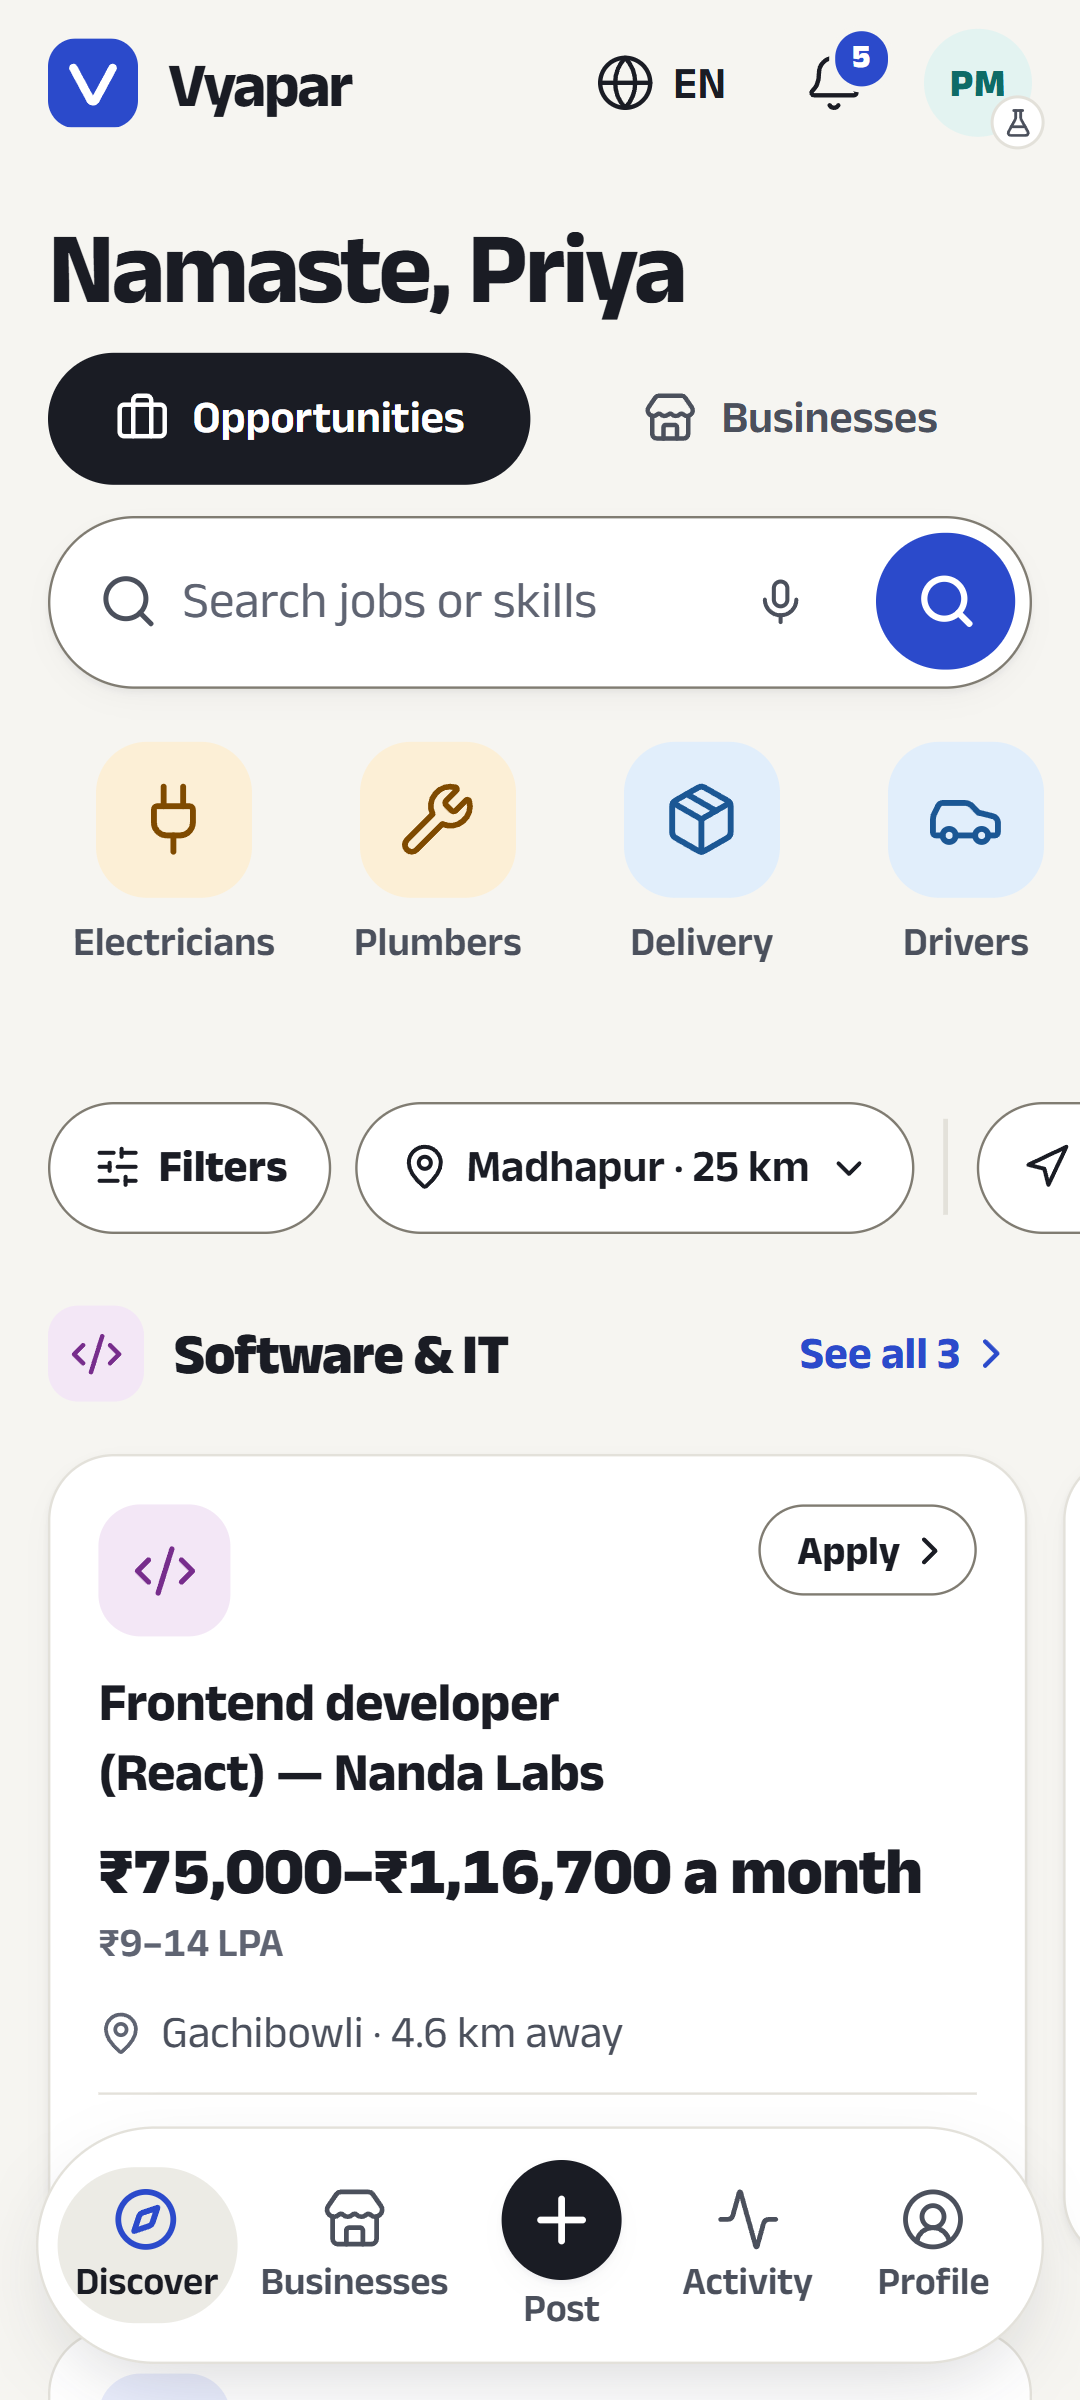 Vyapar
EN
5
PM
Namaste, Priya
Opportunities
Businesses
Search jobs or skills
Electricians
Plumbers
Delivery
Drivers
Filters
Madhapur · 25 km
Software & IT
See all 3
Apply
Frontend developer
(React) — Nanda Labs
₹75,000–₹1,16,700 a month
₹9–14 LPA
Gachibowli · 4.6 km away
Discover
Businesses
Post
Activity
Profile